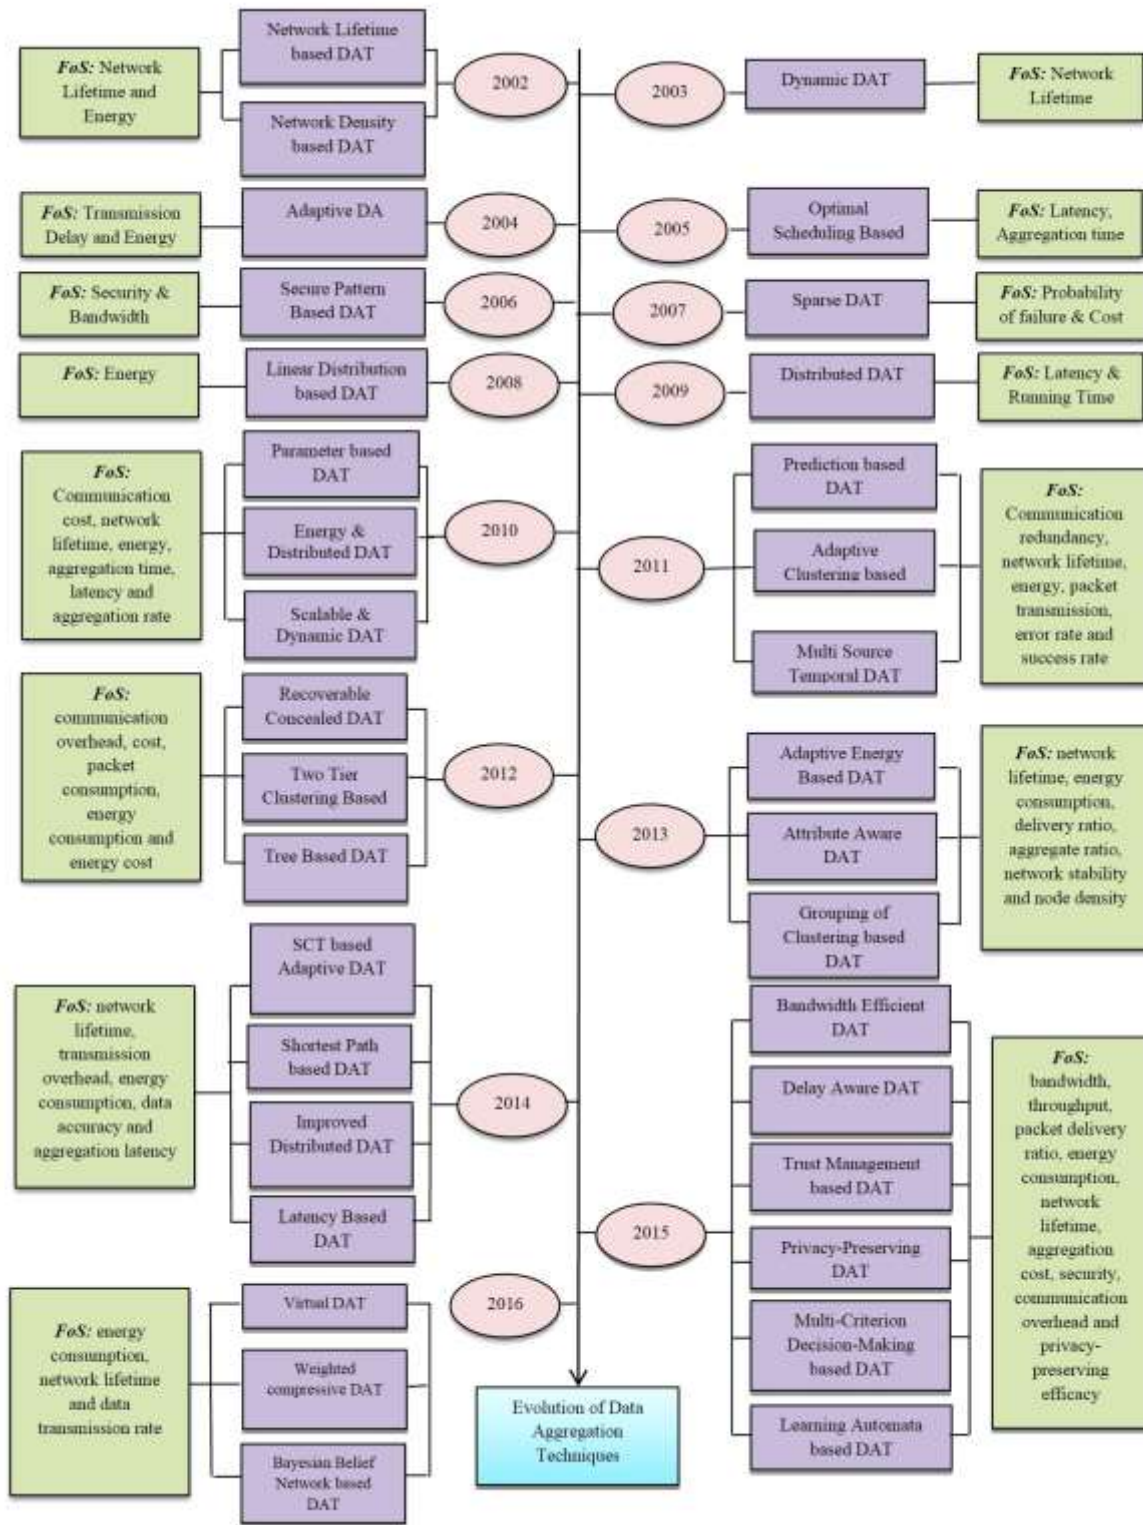 FoS: Network
Lifetime and
Energy
Network Lifetime
based DAT
Network Density
based DAT
2002
2003
Dynamic DAT
FoS: Network
Lifetime
FoS: Transmission
Delay and Energy
Adaptive DA
2004
2005
Optimal
Scheduling Based
FoS: Latency,
Aggregation time
FoS: Security &
Bandwidth
Secure Pattern
Based DAT
2006
2007
Sparse DAT
FoS: Probability
of failure & Cost
FoS: Energy
Linear Distribution
based DAT
2008
2009
Distributed DAT
FoS: Latency &
Running Time
FoS:
Communication
cost, network
lifetime, energy,
aggregation time,
latency and
aggregation rate
Parameter based
DAT
Energy &
Distributed DAT
Scalable &
Dynamic DAT
2010
2011
Prediction based
DAT
Adaptive
Clustering based
Multi Source
Temporal DAT
FoS:
Communication
redundancy,
network lifetime,
energy, packet
transmission,
error rate and
success rate
FoS:
communication
overhead, cost,
packet
consumption,
energy
consumption and
energy cost
Recoverable
Concealed DAT
Two Tier
Clustering Based
Tree Based DAT
2012
2013
Adaptive Energy
Based DAT
Attribute Aware
DAT
Grouping of
Clustering based
DAT
FoS: network
lifetime, energy
consumption,
delivery ratio,
aggregate ratio,
network stability
and node density
FoS: network
lifetime,
transmission
overhead, energy
consumption, data
accuracy and
aggregation latency
SCT based
Adaptive DAT
Shortest Path
based DAT
Improved
Distributed DAT
Latency Based
DAT
2014
2015
Bandwidth Efficient
DAT
Delay Aware DAT
Trust Management
based DAT
Privacy-Preserving
DAT
Multi-Criterion
Decision-Making
based DAT
Learning Automata
based DAT
FoS:
bandwidth,
throughput,
packet delivery
ratio, energy
consumption,
network
lifetime,
aggregation
cost, security,
communication
overhead and
privacy-
preserving
efficacy
FoS: energy
consumption,
network lifetime
and data
transmission rate
Virtual DAT
Weighted
compressive DAT
Bayesian Belief
Network based
DAT
2016
Evolution of Data
Aggregation
Techniques